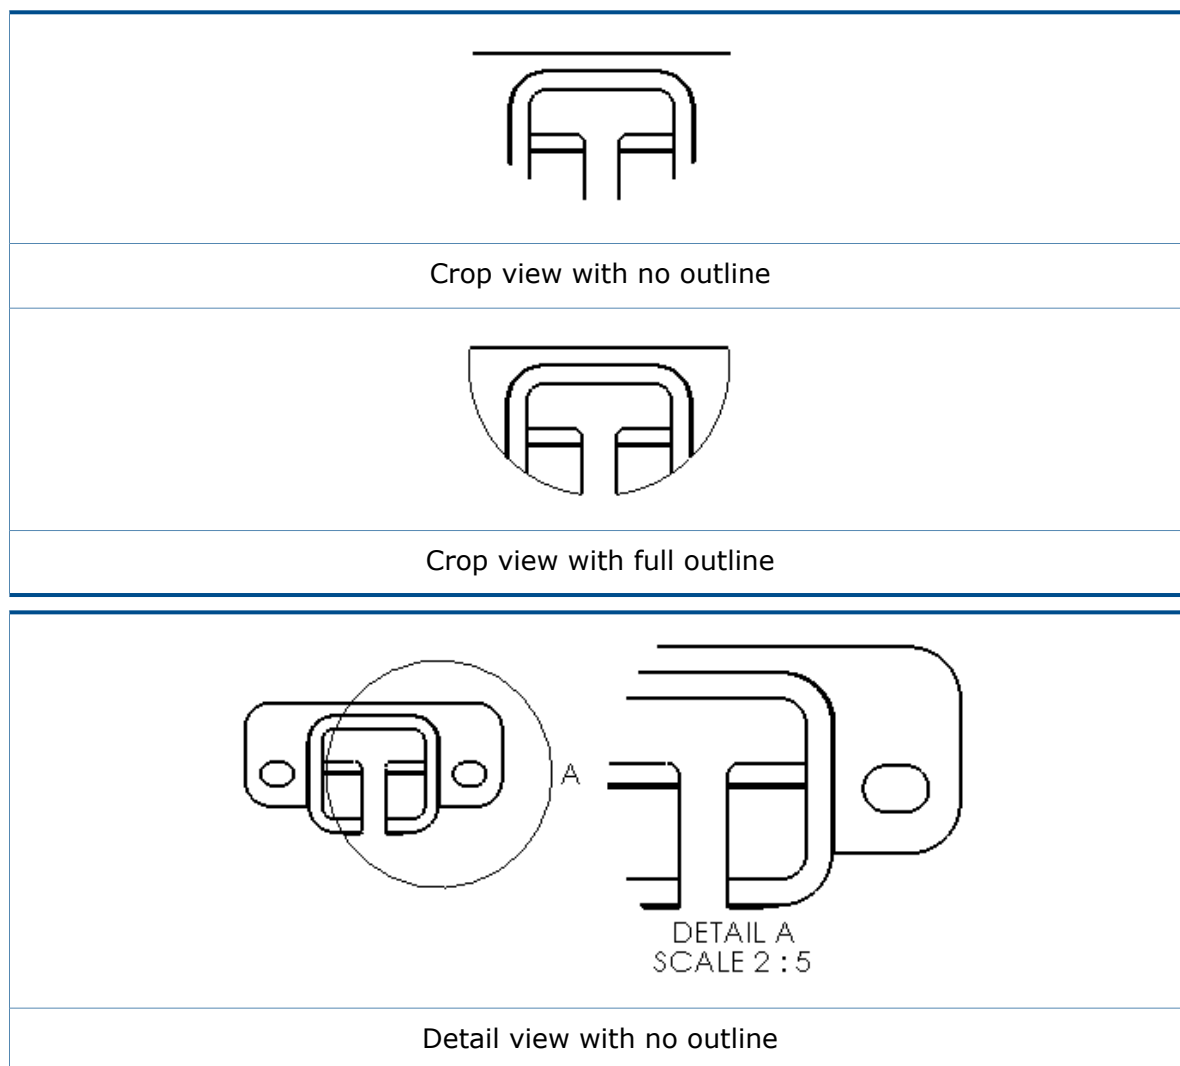 Crop view with no outline
Crop view with full outline
A
DETAIL A
SCALE 2 : 5
Detail view with no outline